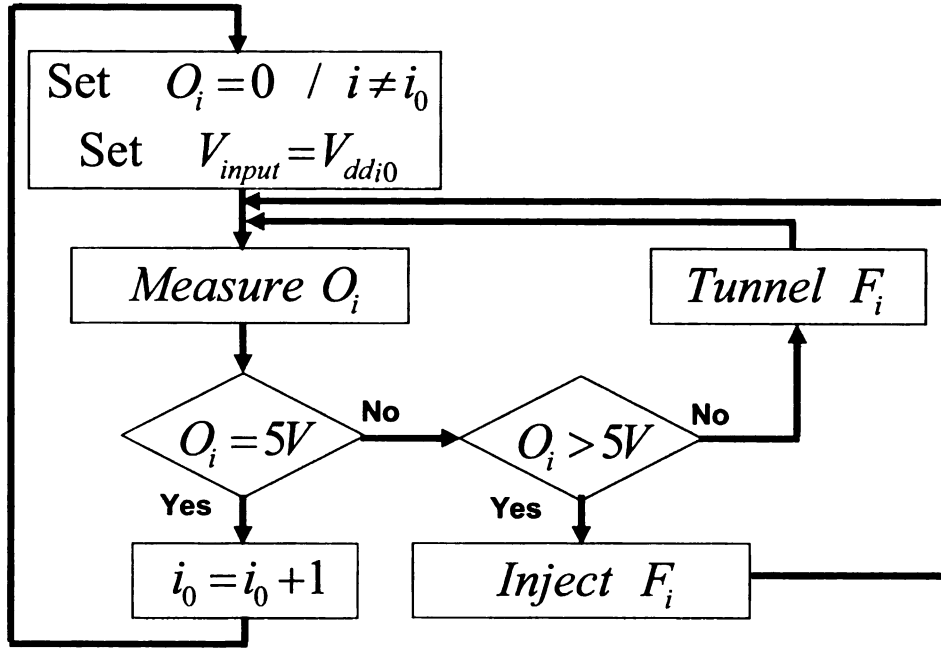 Set O_i = 0 / i ≠ i_0
Set V_input = V_ddi0
Measure O_i
Tunnel F_i
O_i = 5V
No
O_i > 5V
No
Yes
Yes
i_0 = i_0 + 1
Inject F_i